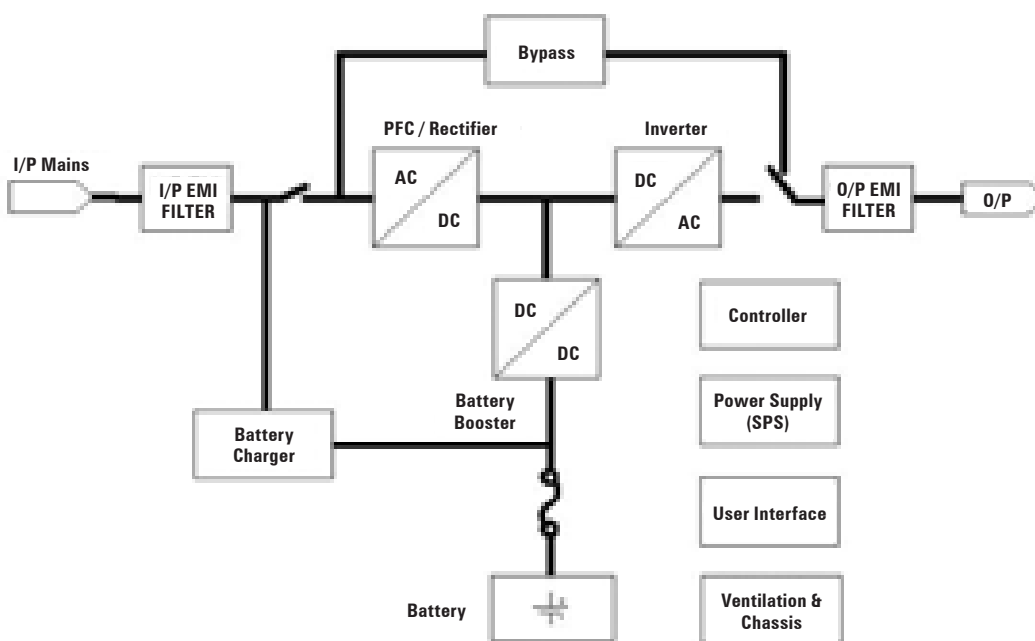 Bypass
PFC / Rectifier
Inverter
I/P Mains
I/P EMI
FILTER
AC
DC
DC
AC
O/P EMI
FILTER
O/P
DC
DC
Controller
Battery
Booster
Power Supply
(SPS)
Battery
Charger
User Interface
Battery
Ventilation &
Chassis